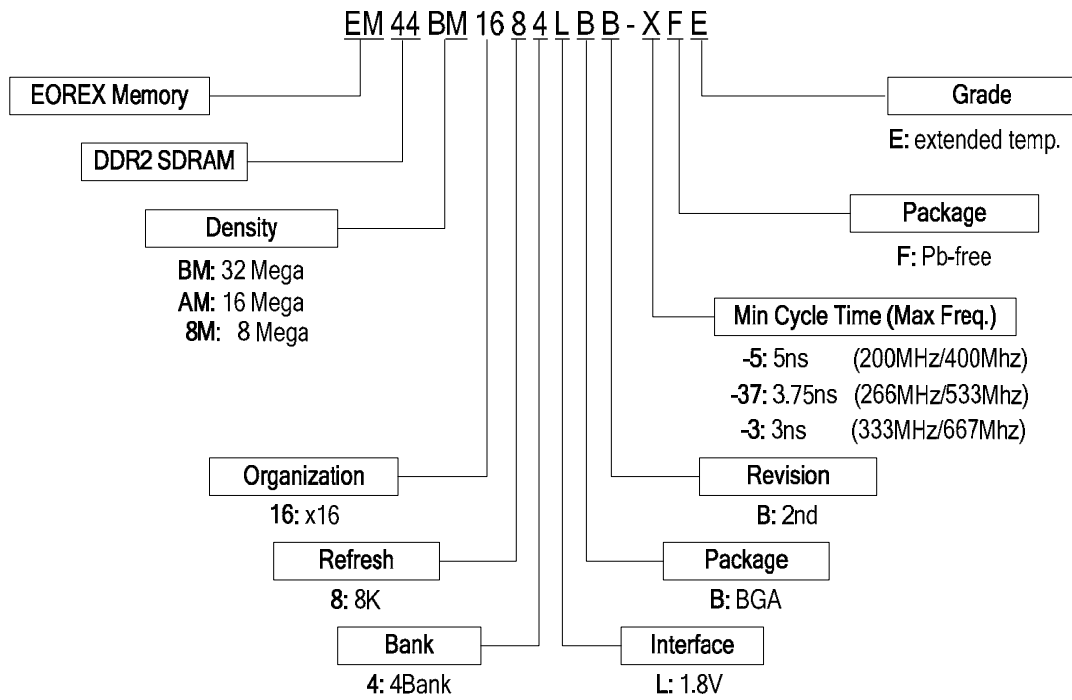 EM 44 BM 16 8 4 L B B - X F E
EOREX Memory
Grade
E: extended temp.
DDR2 SDRAM
Density
BM: 32 Mega
AM: 16 Mega
8M: 8 Mega
Package
F: Pb-free
Min Cycle Time (Max Freq.)
-5: 5ns (200MHz/400Mhz)
-37: 3.75ns (266MHz/533Mhz)
-3: 3ns (333MHz/667Mhz)
Organization
16: x16
Revision
B: 2nd
Refresh
8: 8K
Package
B: BGA
Bank
4: 4Bank
Interface
L: 1.8V